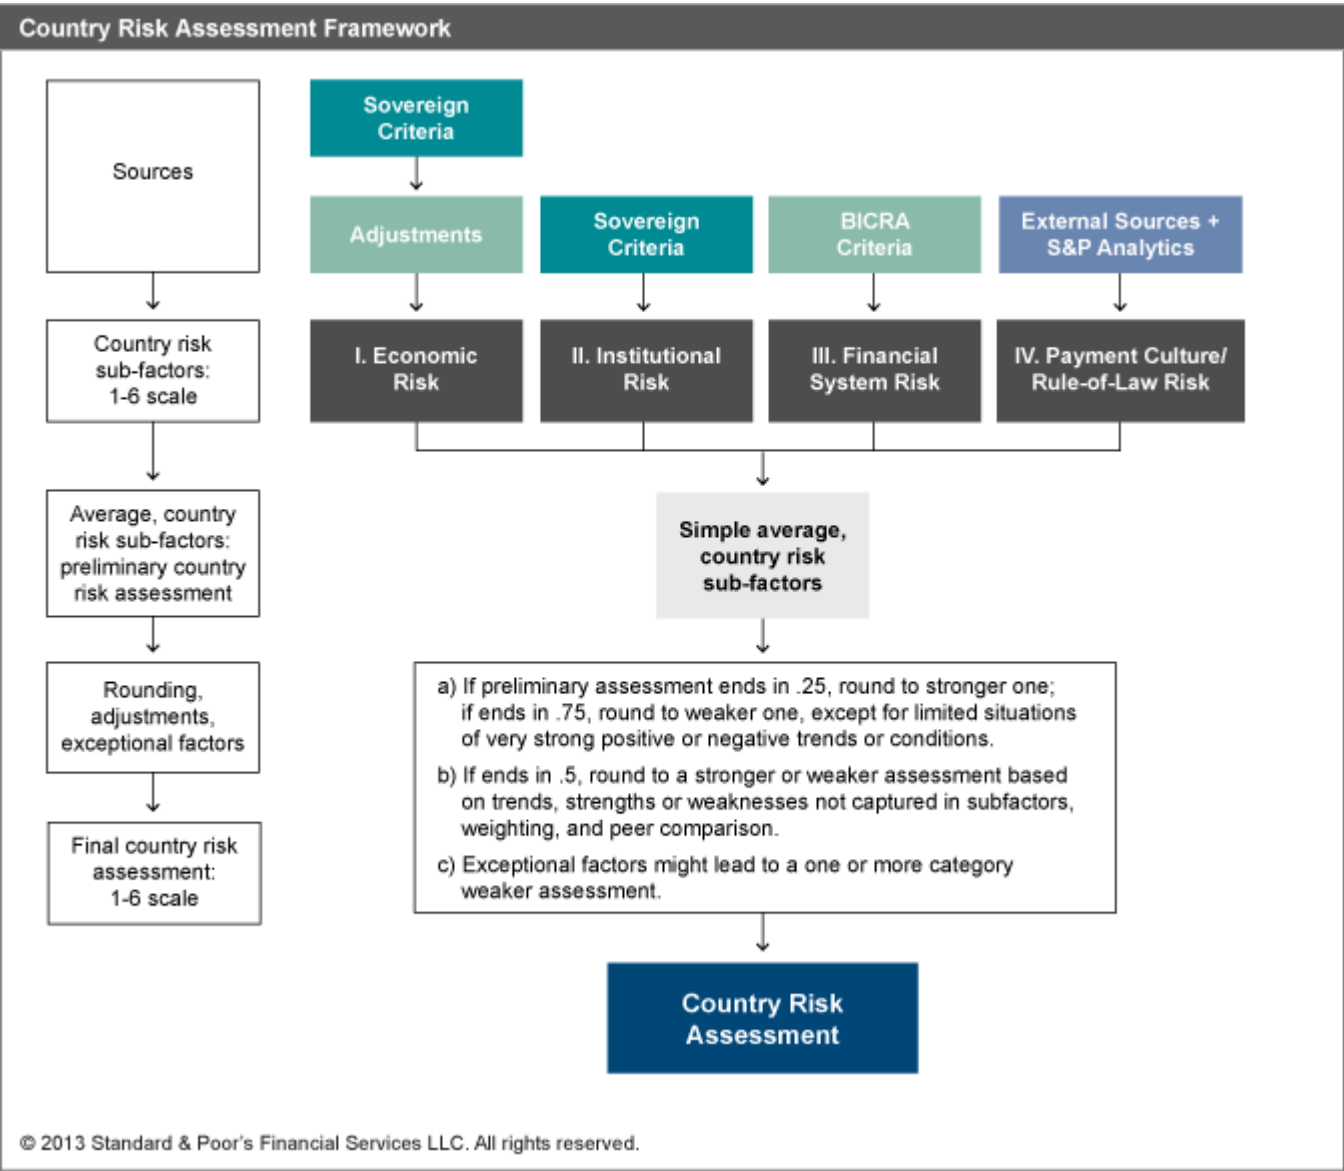 Country Risk Assessment Framework
Sources
Country risk
sub-factors:
1-6 scale
Average, country
risk sub-factors:
preliminary country
risk assessment
Rounding,
adjustments,
exceptional factors
Final country risk
assessment:
1-6 scale
Sovereign
Criteria
Adjustments
Sovereign
Criteria
BICRA
Criteria
External Sources +
S&P Analytics
I. Economic
Risk
II. Institutional
Risk
III. Financial
System Risk
IV. Payment Culture/
Rule-of-Law Risk
Simple average,
country risk
sub-factors
a) If preliminary assessment ends in .25, round to stronger one;
if ends in .75, round to weaker one, except for limited situations
of very strong positive or negative trends or conditions.
b) If ends in .5, round to a stronger or weaker assessment based
on trends, strengths or weaknesses not captured in subfactors,
weighting, and peer comparison.
c) Exceptional factors might lead to a one or more category
weaker assessment.
Country Risk
Assessment
© 2013 Standard & Poor's Financial Services LLC. All rights reserved.